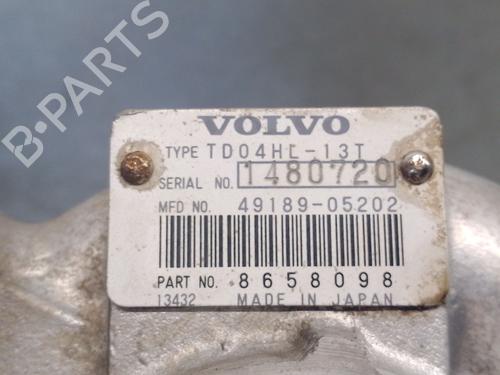 B-PARTS
VOLVO
TYPE TD04HL-13T
SERIAL NO. 1480720
MFD NO. 49189-05202
PART NO. 8658098
13432 MADE IN JAPAN